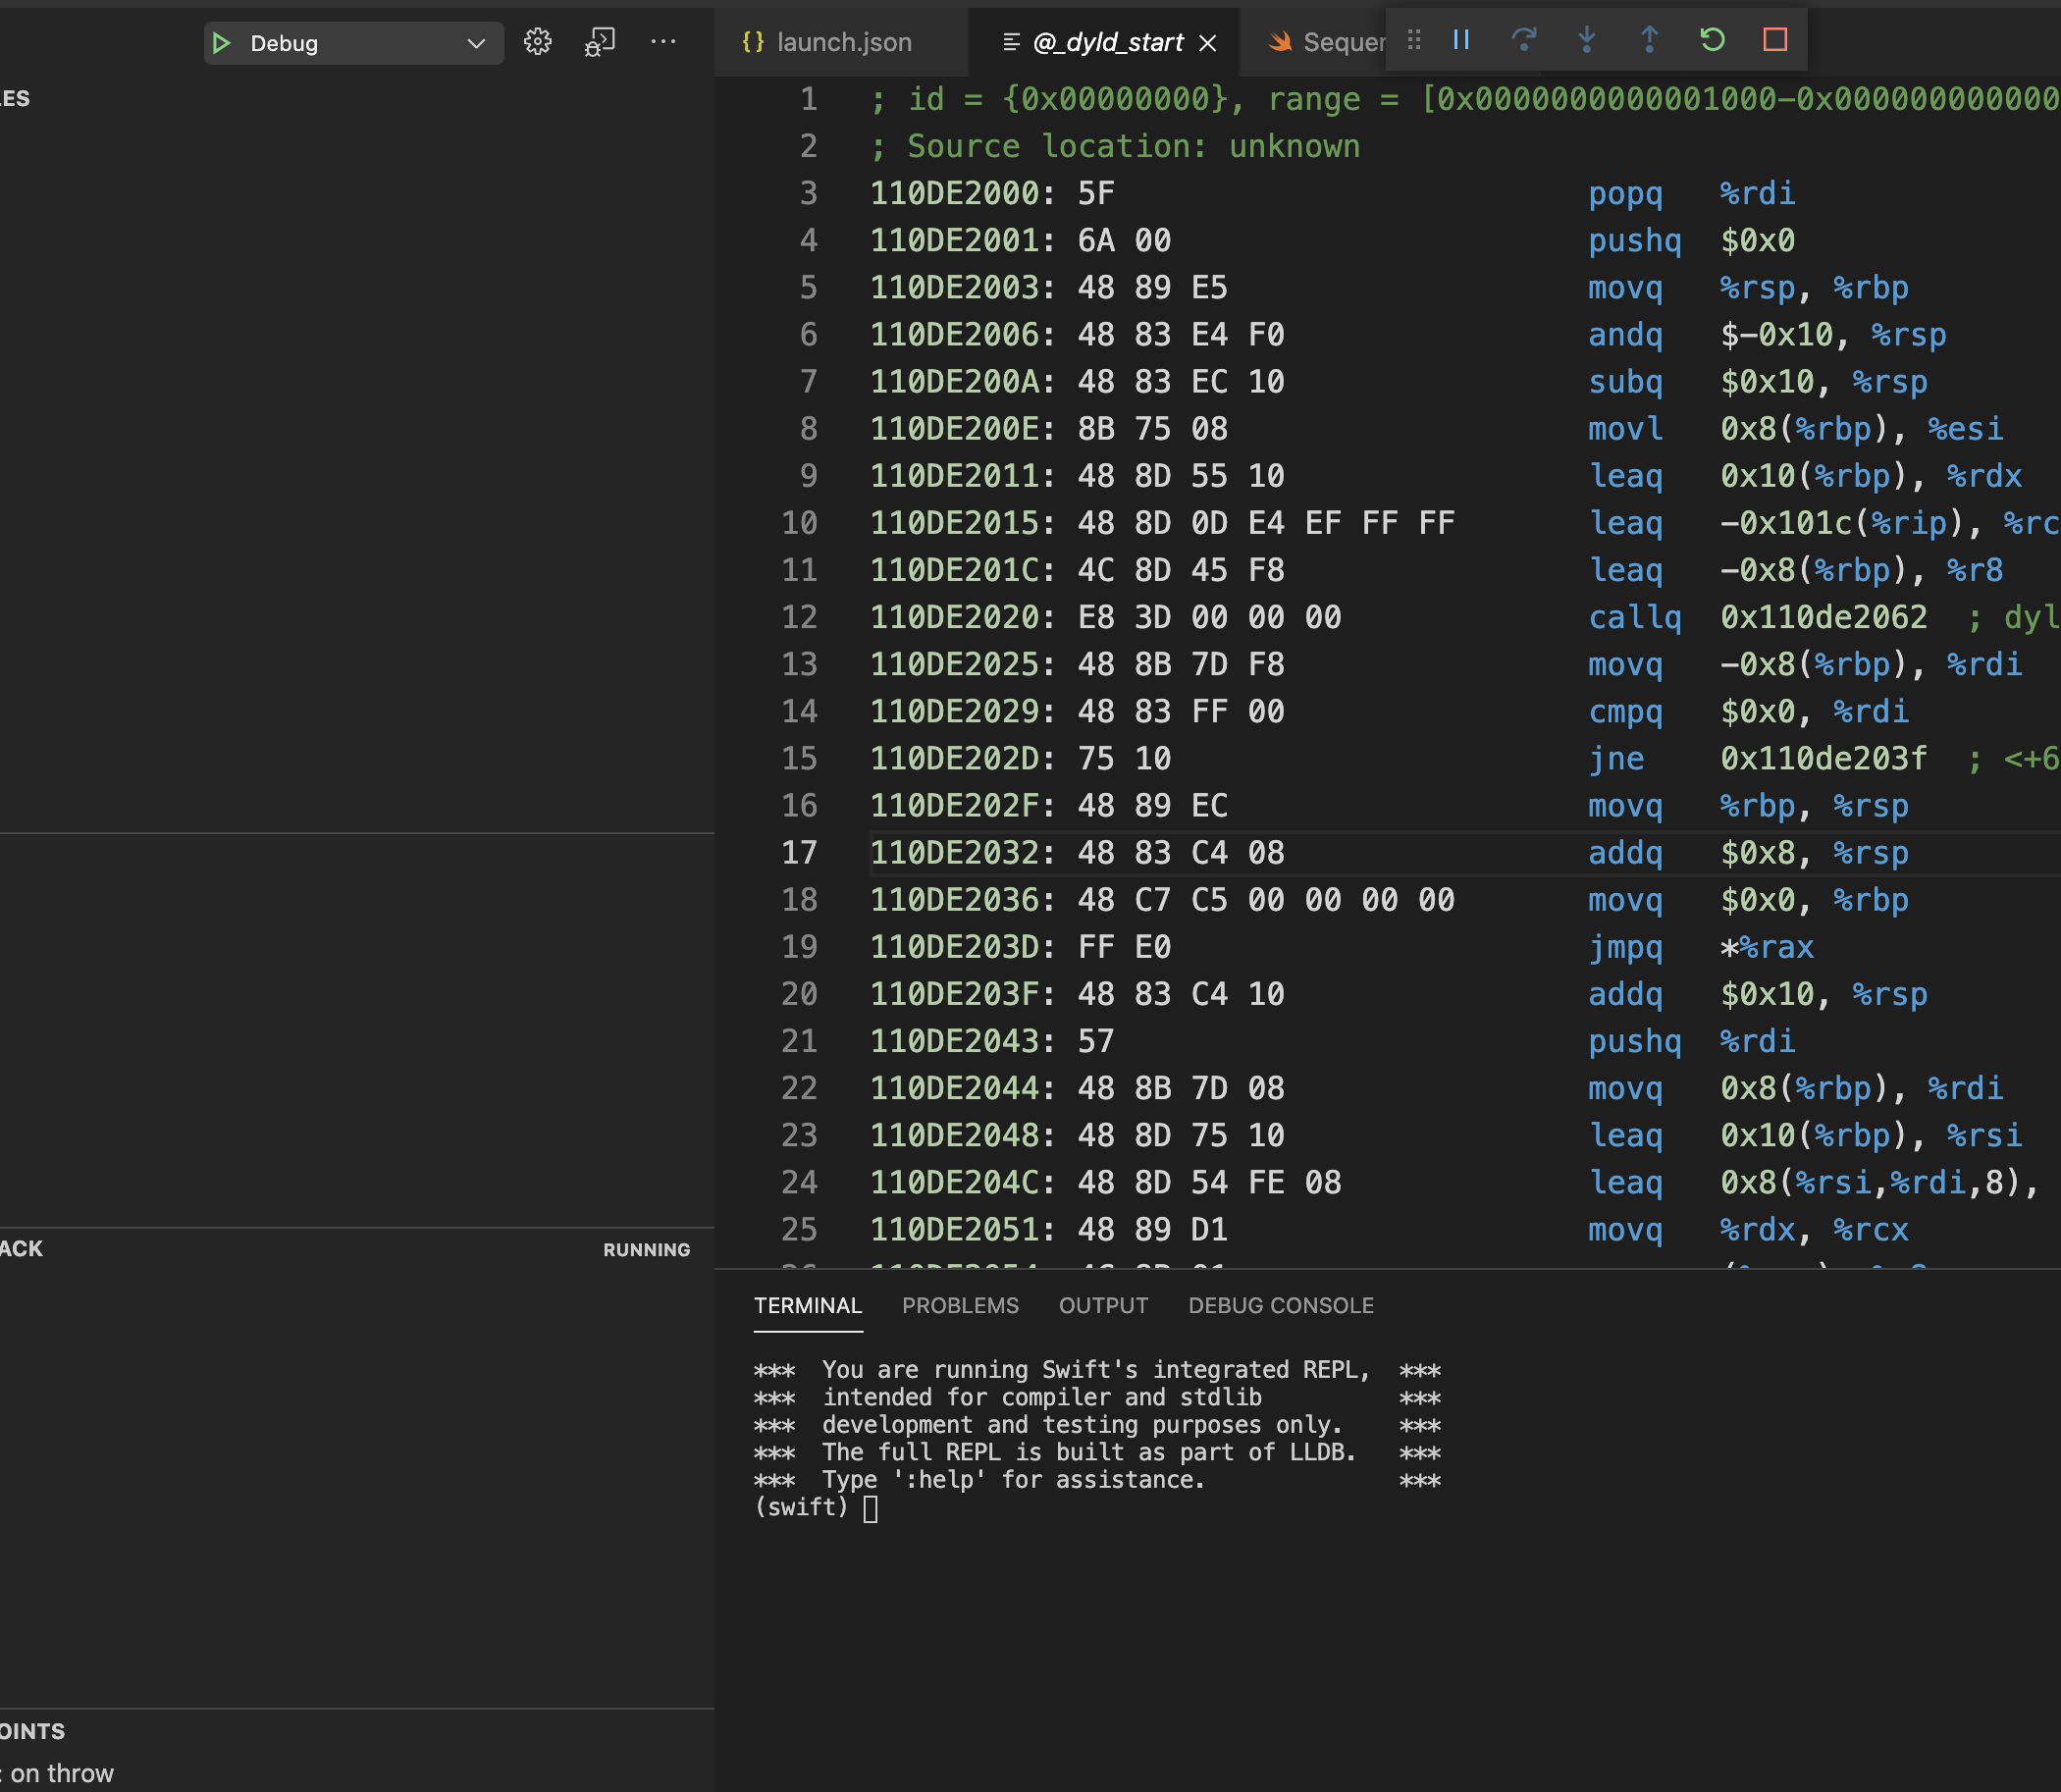 Debug
launch.json
@_dyld_start
Sequer
ES
1 ; id = {0x00000000}, range = [0x0000000000001000-0x000000000000
2 ; Source location: unknown
3 110DE2000: 5F popq %rdi
4 110DE2001: 6A 00 pushq $0x0
5 110DE2003: 48 89 E5 movq %rsp, %rbp
6 110DE2006: 48 83 E4 F0 andq $-0x10, %rsp
7 110DE200A: 48 83 EC 10 subq $0x10, %rsp
8 110DE200E: 8B 75 08 movl 0x8(%rbp), %esi
9 110DE2011: 48 8D 55 10 leaq 0x10(%rbp), %rdx
10 110DE2015: 48 8D 0D E4 EF FF FF leaq -0x101c(%rip), %rc
11 110DE201C: 4C 8D 45 F8 leaq -0x8(%rbp), %r8
12 110DE2020: E8 3D 00 00 00 callq 0x110de2062 ; dyl
13 110DE2025: 48 8B 7D F8 movq -0x8(%rbp), %rdi
14 110DE2029: 48 83 FF 00 cmpq $0x0, %rdi
15 110DE202D: 75 10 jne 0x110de203f ; <+6
16 110DE202F: 48 89 EC movq %rbp, %rsp
17 110DE2032: 48 83 C4 08 addq $0x8, %rsp
18 110DE2036: 48 C7 C5 00 00 00 00 movq $0x0, %rbp
19 110DE203D: FF E0 jmpq *%rax
20 110DE203F: 48 83 C4 10 addq $0x10, %rsp
21 110DE2043: 57 pushq %rdi
22 110DE2044: 48 8B 7D 08 movq 0x8(%rbp), %rdi
23 110DE2048: 48 8D 75 10 leaq 0x10(%rbp), %rsi
24 110DE204C: 48 8D 54 FE 08 leaq 0x8(%rsi,%rdi,8),
25 110DE2051: 48 89 D1 movq %rdx, %rcx
ACK
RUNNING
TERMINAL PROBLEMS OUTPUT DEBUG CONSOLE
*** You are running Swift's integrated REPL, ***
*** intended for compiler and stdlib ***
*** development and testing purposes only. ***
*** The full REPL is built as part of LLDB. ***
*** Type ':help' for assistance. ***
(swift)
OINTS
: on throw